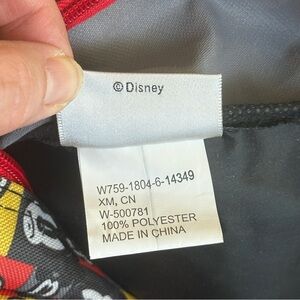 ©Disney
W759-1804-6-14349
XM, CN
W-500781
100% POLYESTER
MADE IN CHINA